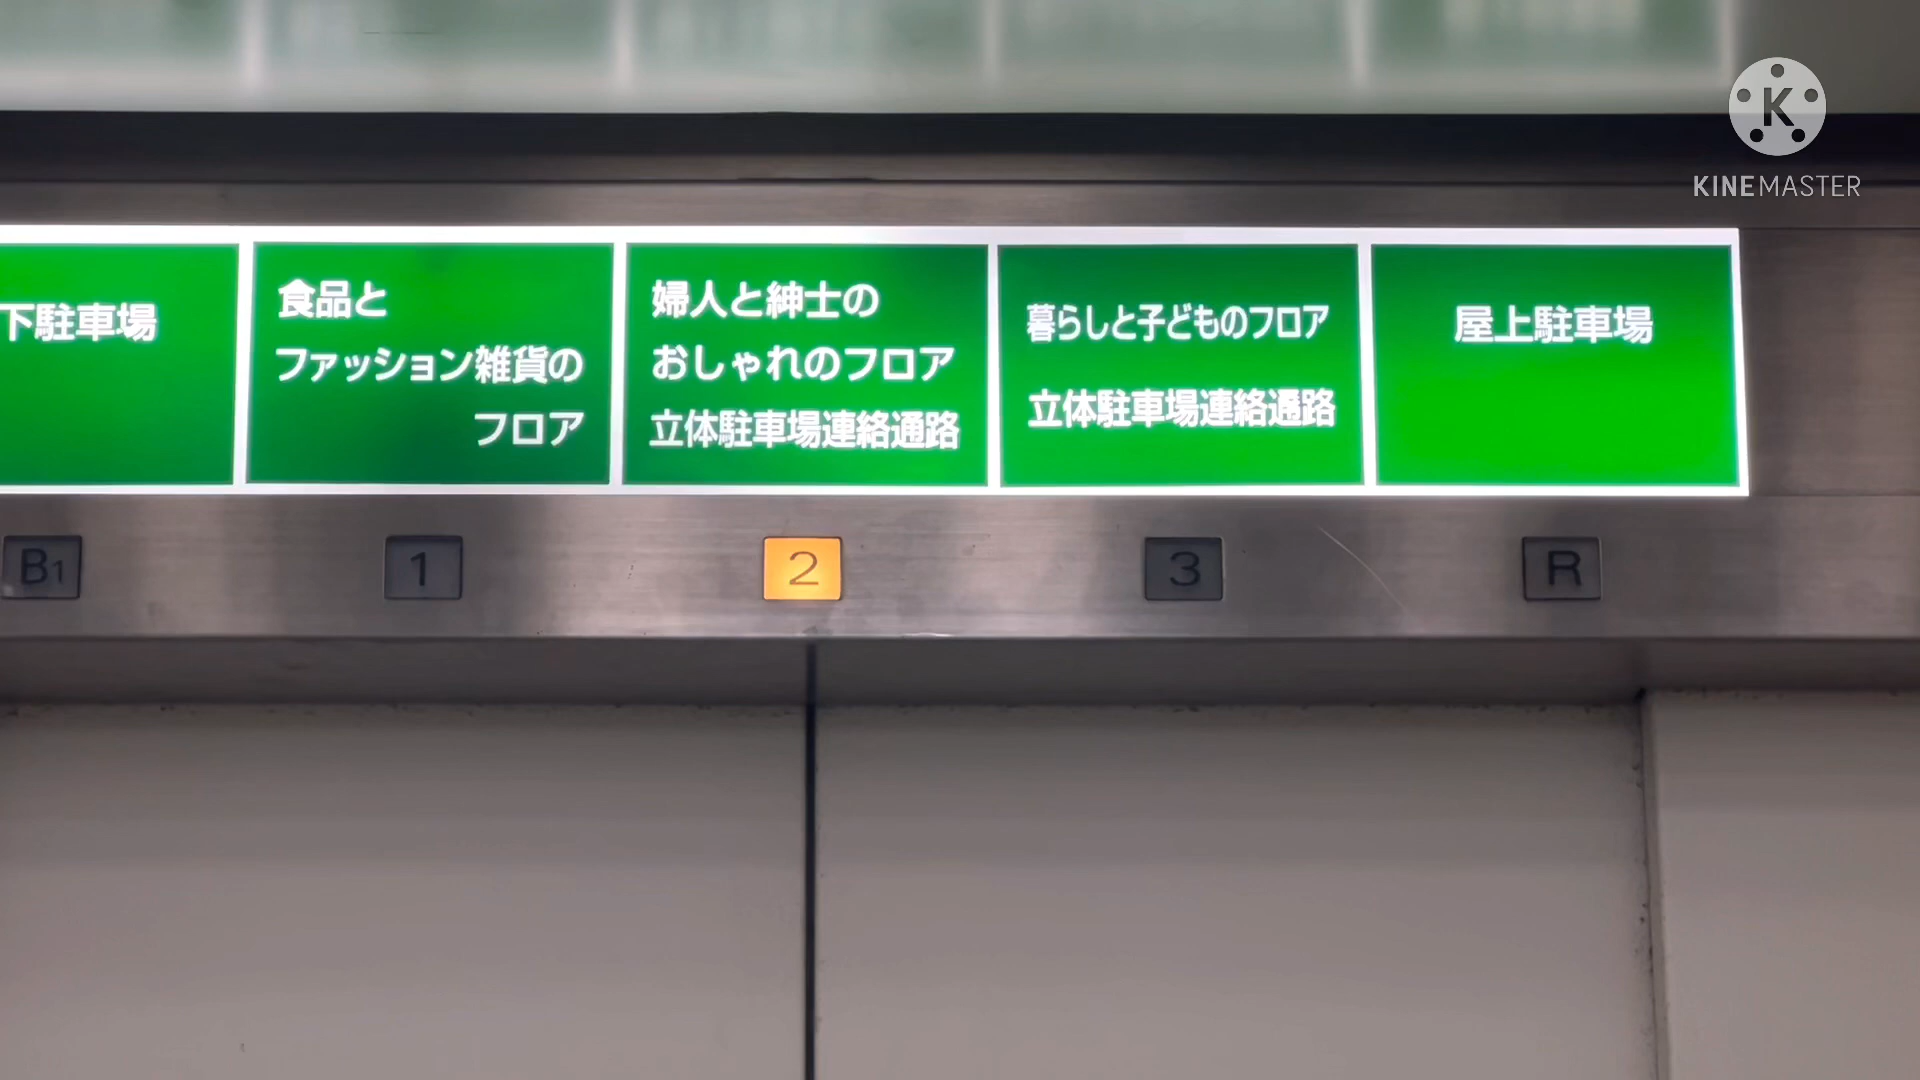 下駐車場
食品と
ファッション雑貨の
フロア
婦人と紳士の
おしゃれのフロア
立体駐車場連絡通路
暮らしと子どものフロア
立体駐車場連絡通路
屋上駐車場
B1
1
2
3
R
K
KINEMASTER